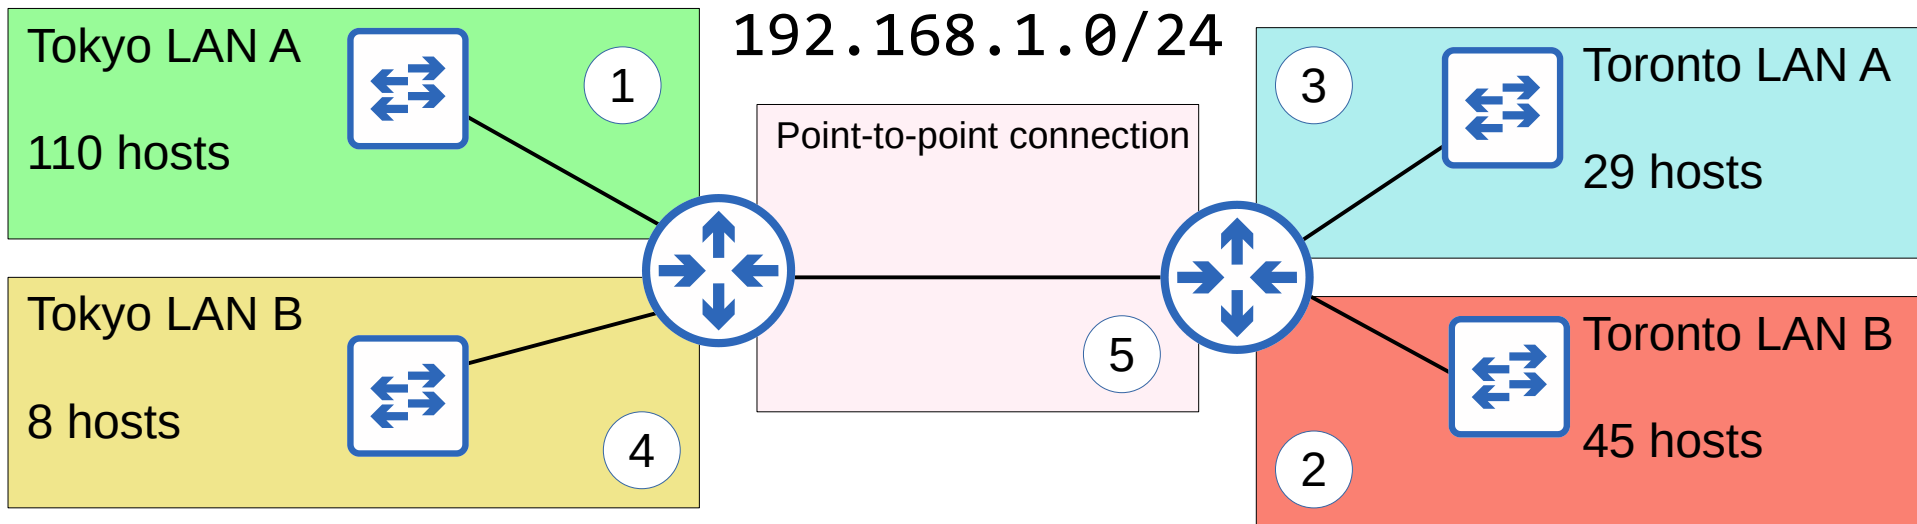 Tokyo LAN A
110 hosts
1
192.168.1.0/24
Point-to-point connection
3
Toronto LAN A
29 hosts
Tokyo LAN B
8 hosts
4
5
Toronto LAN B
45 hosts
2